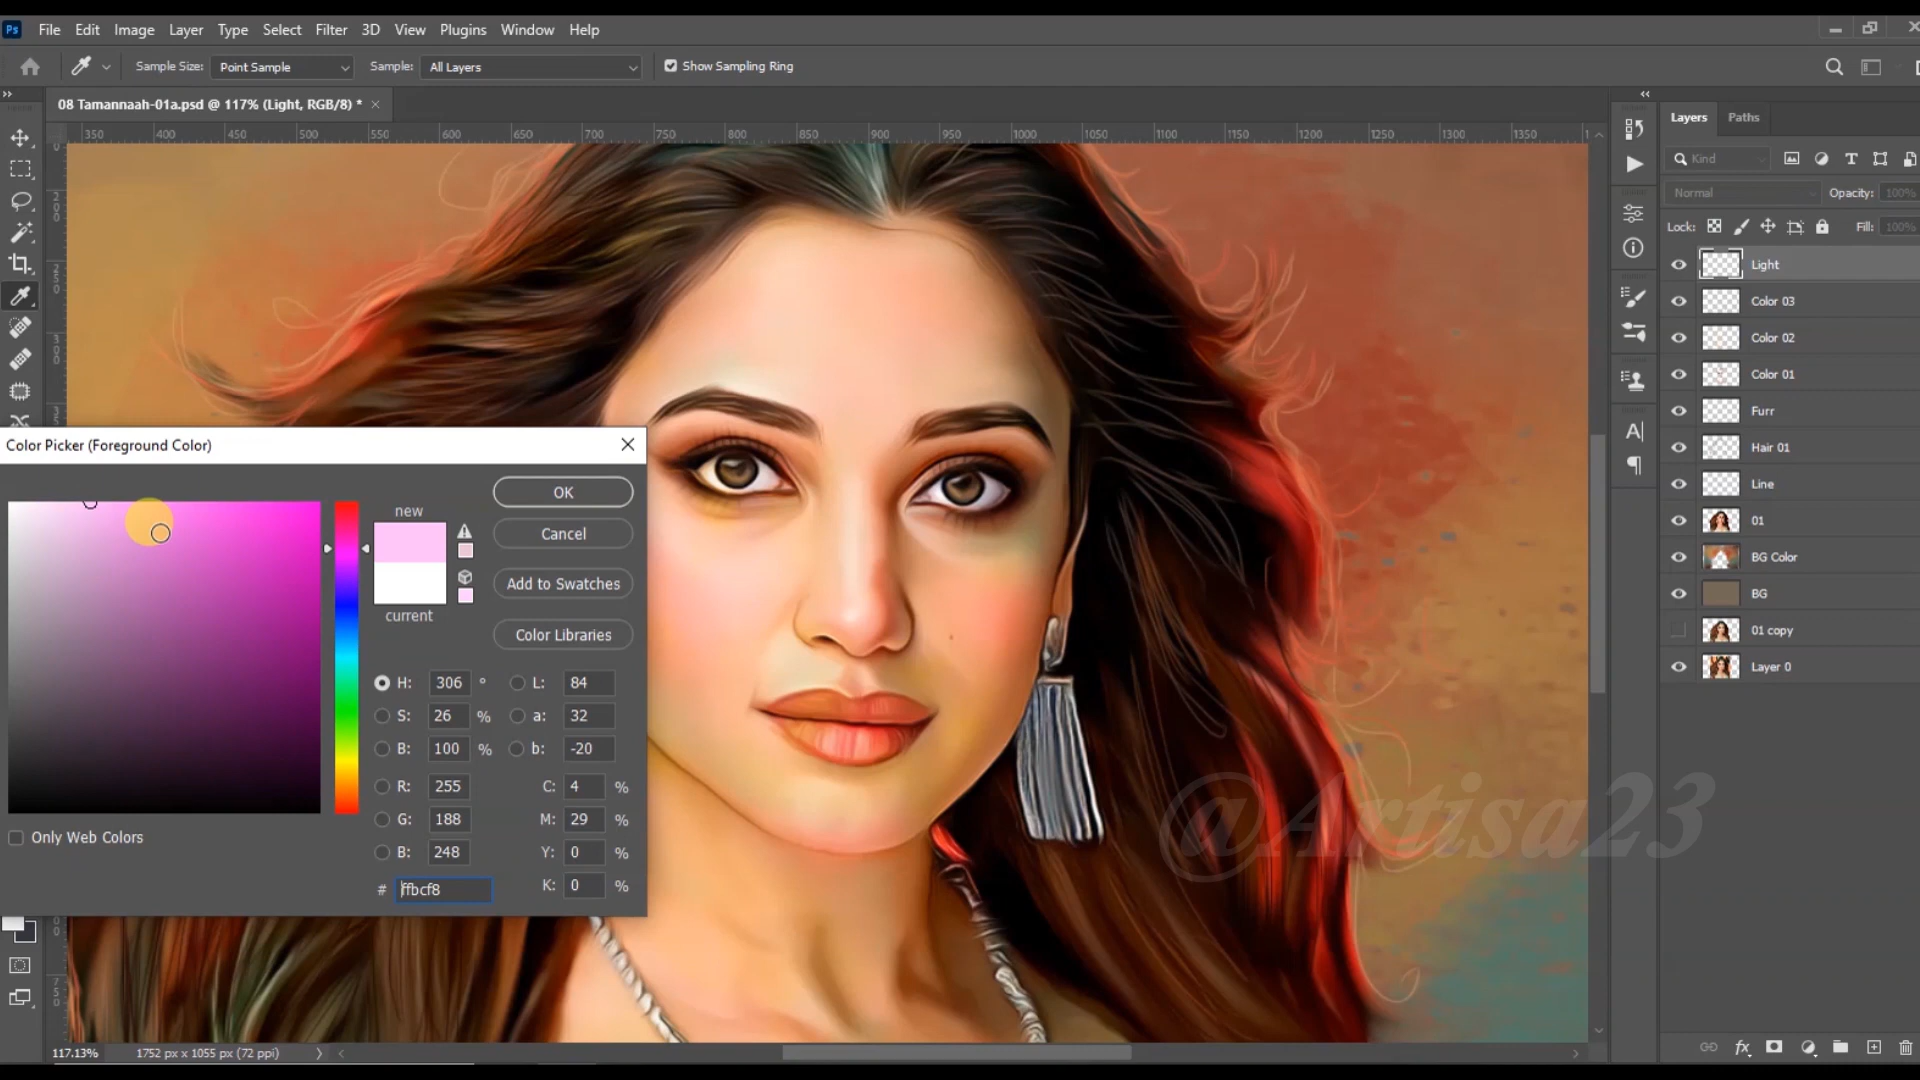 Ps File Edit Image Layer Type Select Filter 3D View Plugins Window Help
Sample Size: Point Sample Sample: All Layers Show Sampling Ring
08 Tamannaah-01a.psd @ 117% (Light, RGB/8) *
350 400 450 500 550 600 650 700 750 800 850 900 950 1000 1050 1100 1150 1200 1250 1300 1350
Layers Paths
Kind
Normal Opacity: 100%
Lock: Fill: 100%
Light
Color 03
Color 02
Color 01
Furr
Hair 01
Line
01
BG Color
BG
01 copy
Layer 0
Color Picker (Foreground Color)
new
current
OK
Cancel
Add to Swatches
Color Libraries
H: 306 ° L: 84
S: 26 % a: 32
B: 100 % b: -20
R: 255 C: 4 %
G: 188 M: 29 %
B: 248 Y: 0 %
# ffbcf8 K: 0 %
Only Web Colors
@Artisa23
117.13% 1752 px x 1055 px (72 ppi)